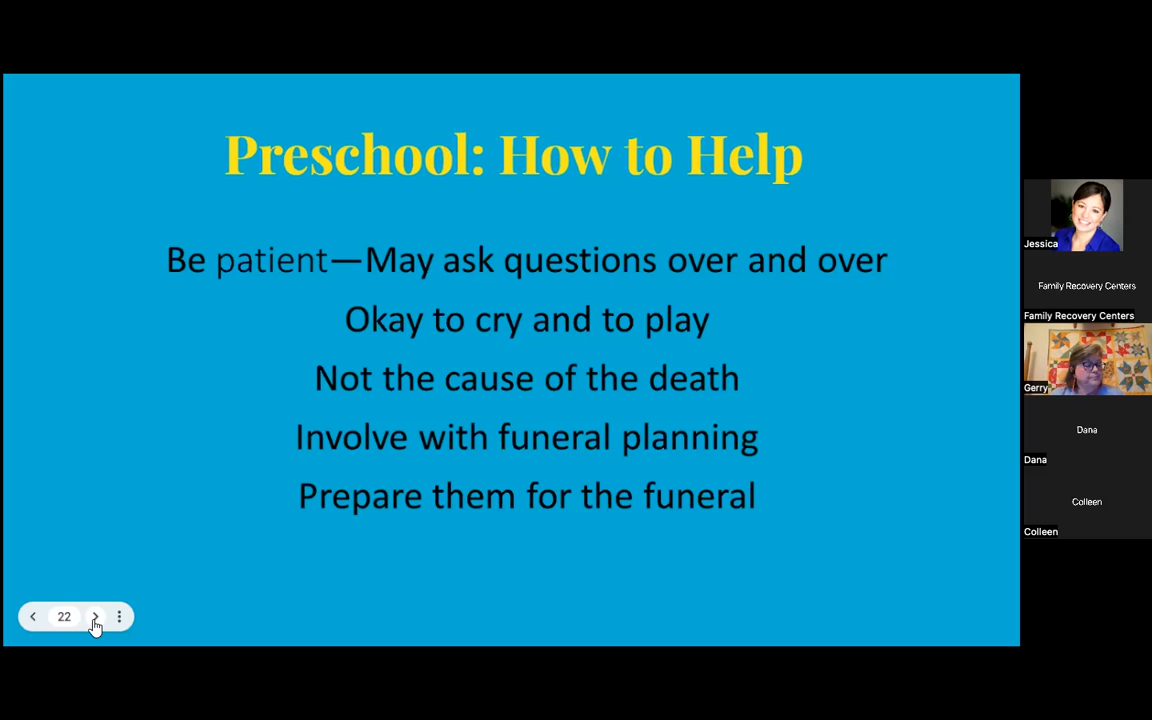 Preschool: How to Help
Be patient—May ask questions over and over
Okay to cry and to play
Not the cause of the death
Involve with funeral planning
Prepare them for the funeral
22
Jessica
Family Recovery Centers
Family Recovery Centers
Gerry
Dana
Dana
Colleen
Colleen